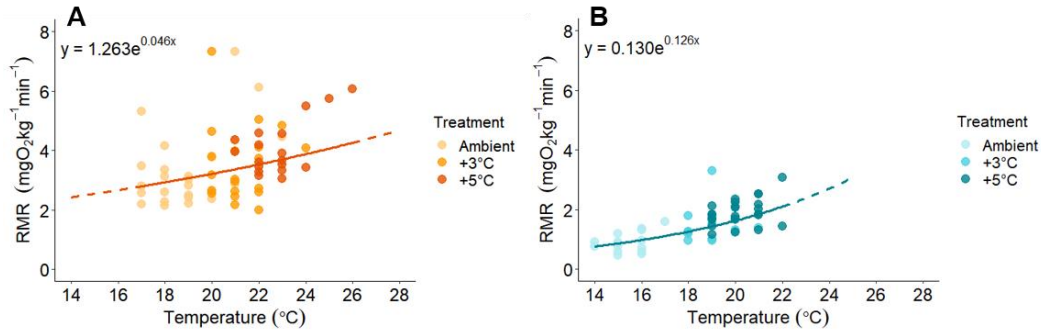 A
y = 1.263e^0.046x
RMR (mgO₂kg⁻¹min⁻¹)
8
6
4
2
0
14 16 18 20 22 24 26 28
Temperature (°C)
Treatment
Ambient
+3°C
+5°C
B
y = 0.130e^0.126x
RMR (mgO₂kg⁻¹min⁻¹)
8
6
4
2
0
14 16 18 20 22 24 26 28
Temperature (°C)
Treatment
Ambient
+3°C
+5°C